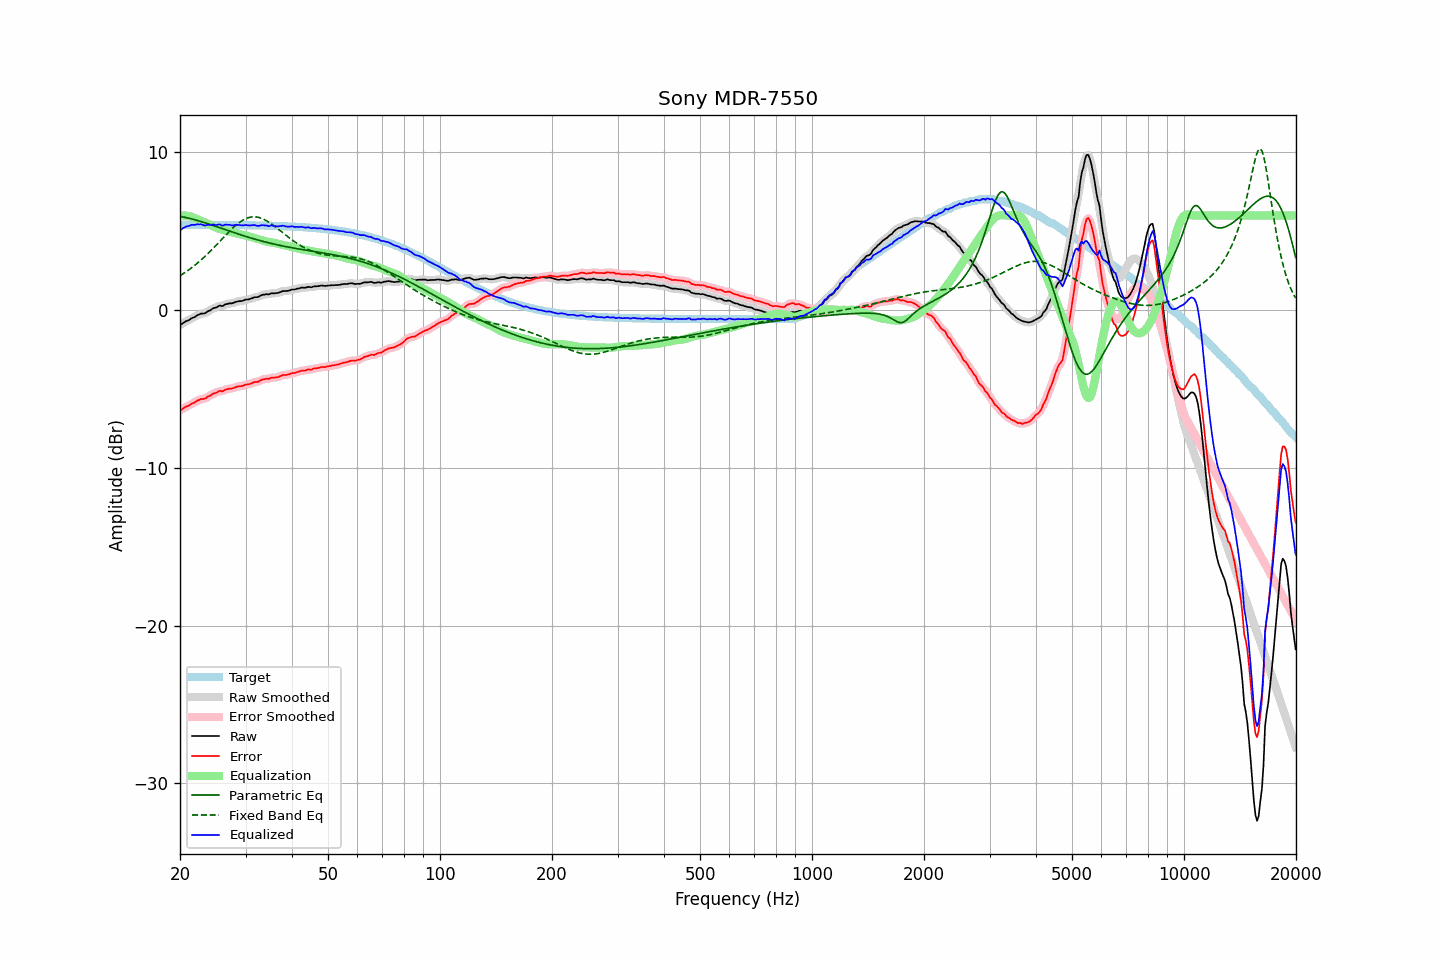 Sony MDR-7550
Amplitude (dBr)
10
0
−10
−20
−30
Target
Raw Smoothed
Error Smoothed
Raw
Error
Equalization
Parametric Eq
Fixed Band Eq
Equalized
20 50 100 200 500 1000 2000 5000 10000 20000
Frequency (Hz)